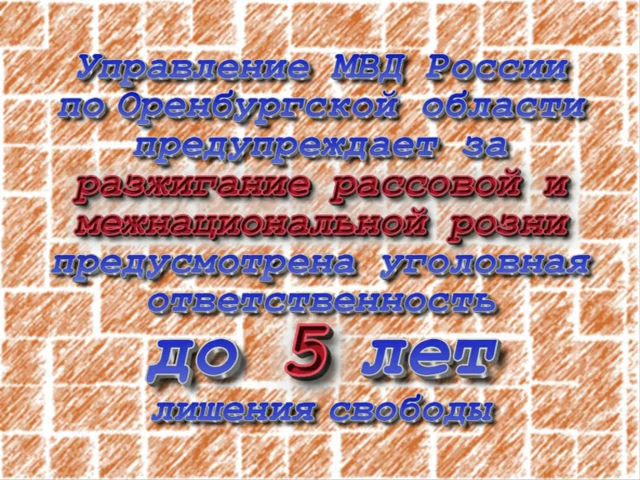 Управление МВД России
по Оренбургской области
предупреждает за
разжигание рассовой и
межнациональной розни
предусмотрена уголовная
ответственность
до 5 лет
лишения свободы